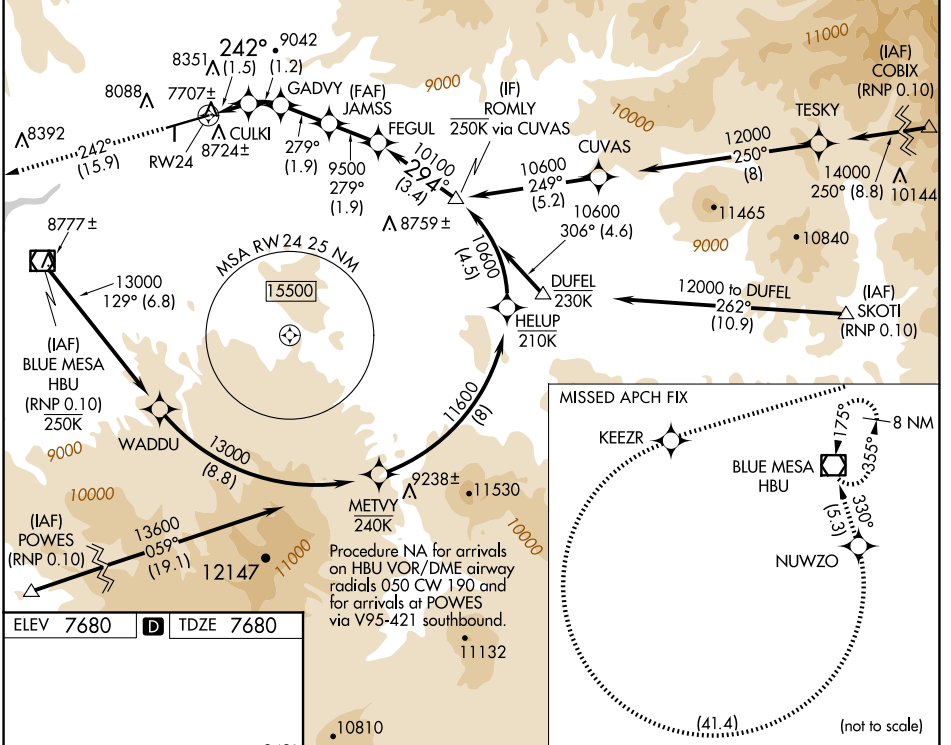 11000
(IAF)
COBIX
(RNP 0.10)
242°
9042
8351
(1.5)
(1.2)
GADVY
(FAF)
JAMSS
9000
(IF)
ROMLY
250K via CUVAS
10000
TESKY
8088
7707±
8392
RW24
CULKI
8724±
279°
(1.9)
FEGUL
9500
279°
(1.9)
10100
294°
(3.4)
CUVAS
12000
250°
(8)
10600
249°
(5.2)
14000
250° (8.8)
10144
242°
(15.9)
8759±
10600
306° (4.6)
11465
9000
10840
8777±
MSA RW24 25 NM
15500
10600
(4.5)
DUFEL
230K
12000 to DUFEL
262°
(10.9)
(IAF)
SKOTI
(RNP 0.10)
13000
129° (6.8)
HELUP
210K
(IAF)
BLUE MESA
HBU
(RNP 0.10)
250K
WADDU
9000
13000
(8.8)
11600
(8)
METVY
240K
9238±
11530
10000
10000
(IAF)
POWES
(RNP 0.10)
13600
059°
(19.1)
12147
11000
Procedure NA for arrivals
on HBU VOR/DME airway
radials 050 CW 190 and
for arrivals at POWES
via V95-421 southbound.
11132
10810
MISSED APCH FIX
KEEZR
175°
8 NM
355°
BLUE MESA
HBU
330°
(5.3)
NUWZO
(41.4)
(not to scale)
ELEV 7680
D
TDZE 7680